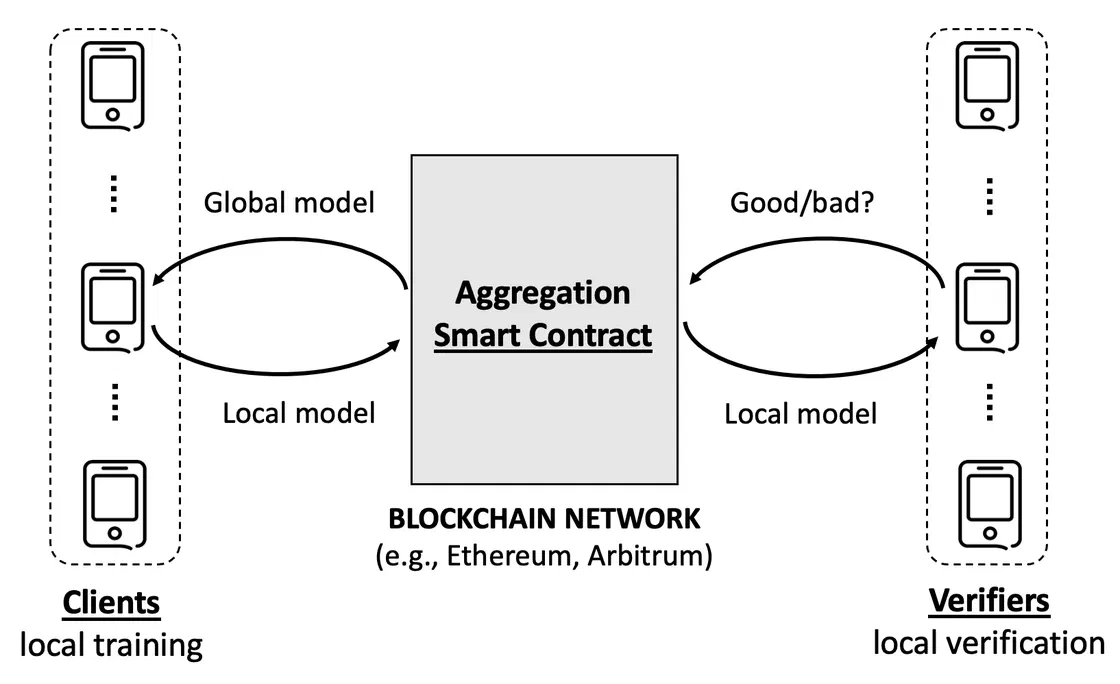 Global model
Good/bad?
Aggregation
Smart Contract
Local model
Local model
BLOCKCHAIN NETWORK
(e.g., Ethereum, Arbitrum)
Clients
local training
Verifiers
local verification